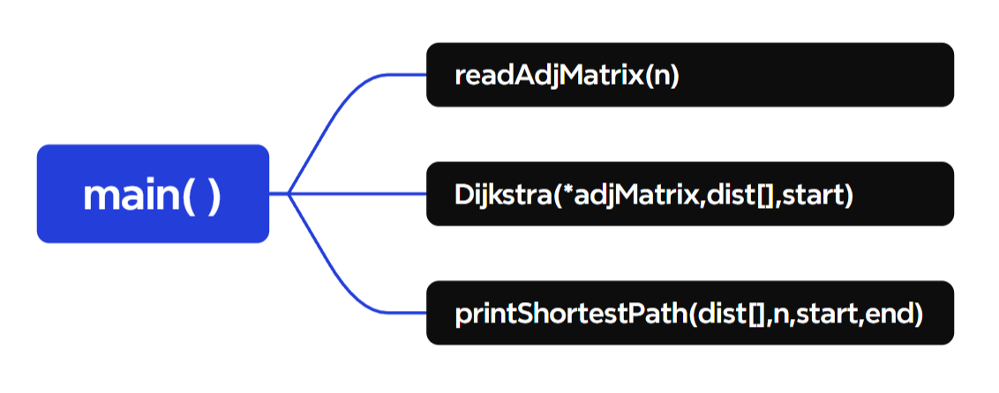 main( )
readAdjMatrix(n)
Dijkstra(*adjMatrix,dist[],start)
printShortestPath(dist[],n,start,end)